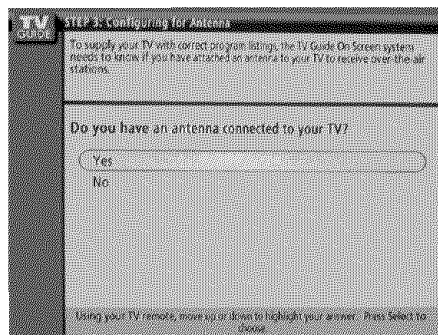 TV
GUIDE
STEP 3: Configuring for Antenna
To supply your TV with correct program listings, the TV Guide On Screen system
needs to know if you have attached an antenna to your TV to receive over-the-air
stations.
Do you have an antenna connected to your TV?
Yes
No
Using your TV remote, move up or down to highlight your answer. Press Select to
choose.